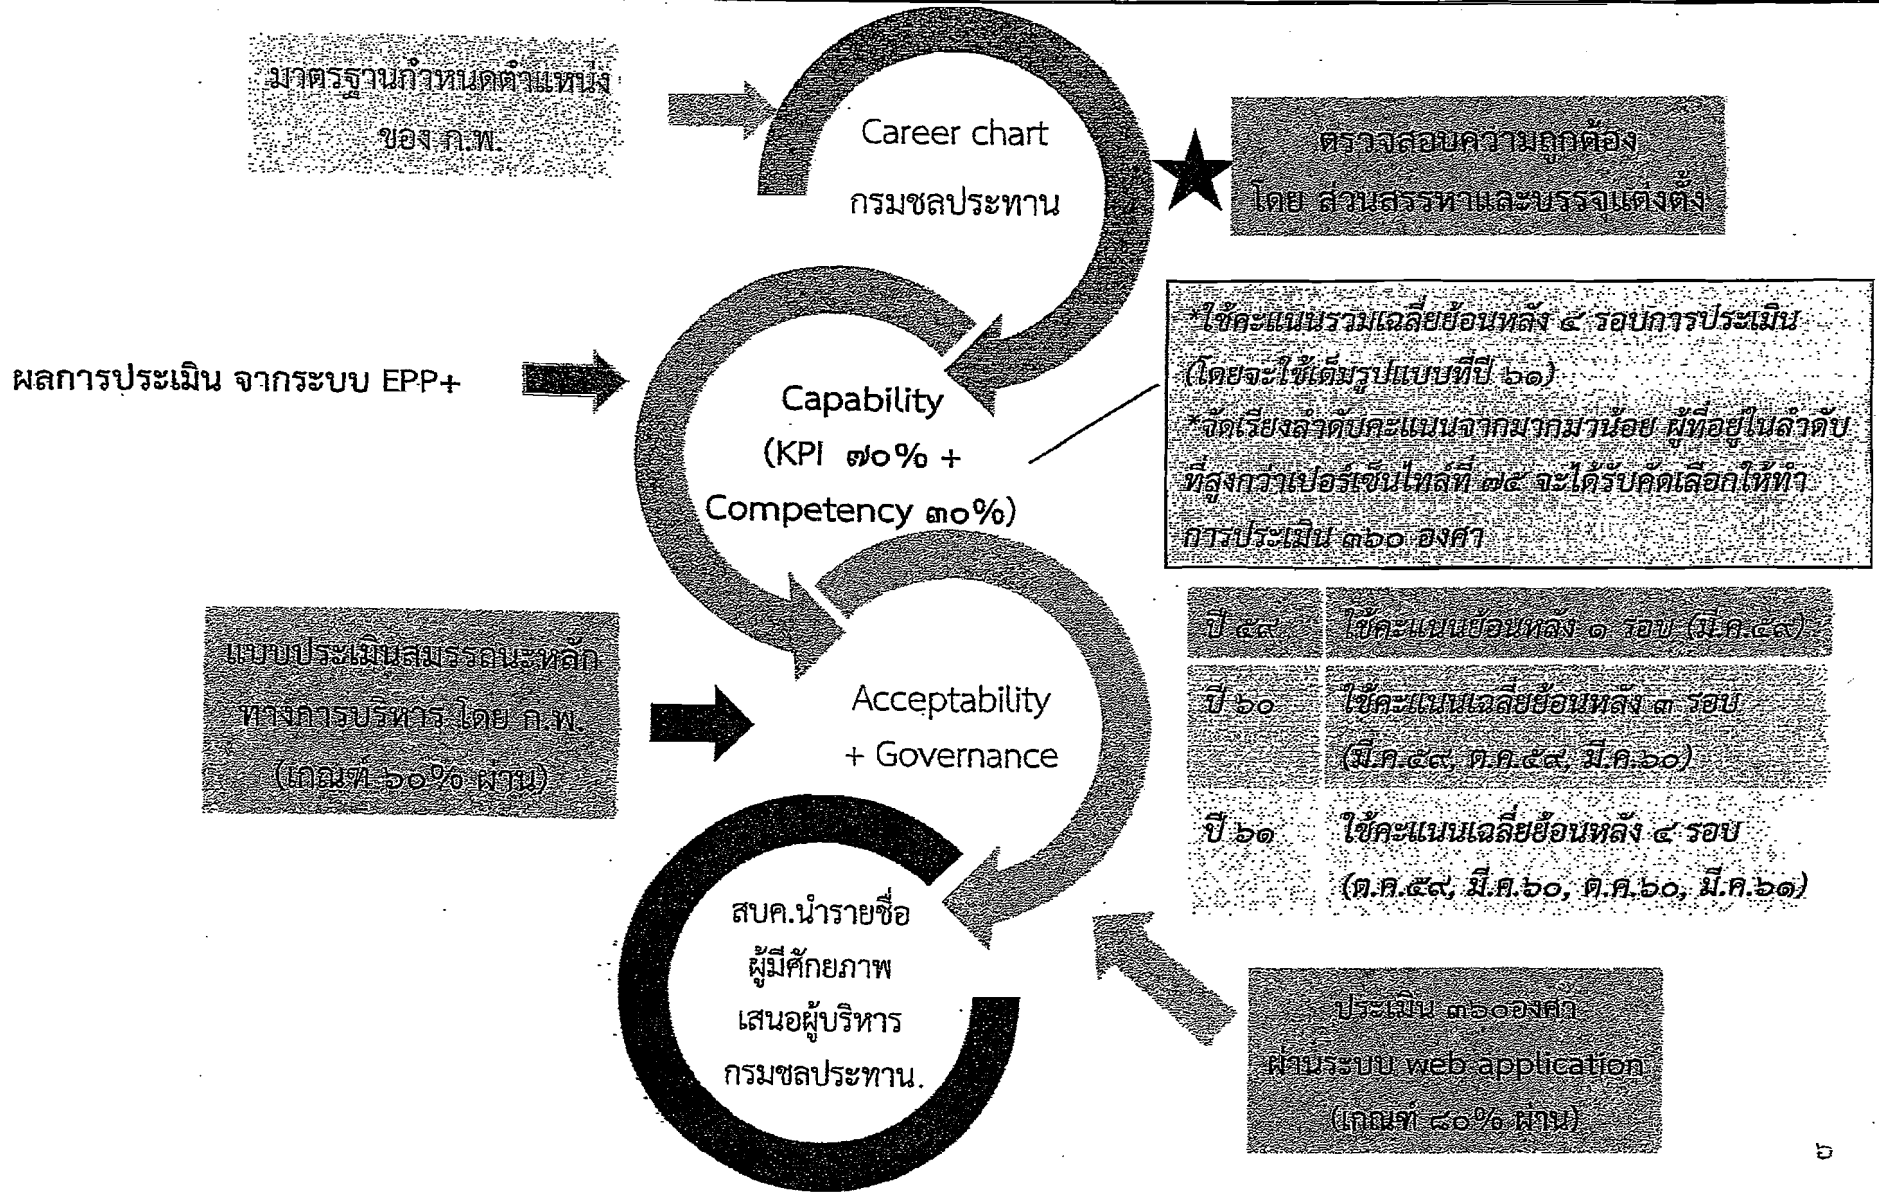 มาตรฐานกำหนดตำแหน่ง
ของ ก.พ.
Career chart
กรมชลประทาน
ตรวจสอบความถูกต้อง
โดย ส่วนสรรหาและบรรจุแต่งตั้ง
ผลการประเมิน จากระบบ EPP+
Capability
(KPI ๗๐% +
Competency ๓๐%)
*ใช้คะแนนรวมเฉลี่ยย้อนหลัง ๔ รอบการประเมิน
(โดยจะใช้เต็มรูปแบบที่ปี ๖๑)
*จัดเรียงลำดับคะแนนจากมากมาน้อย ผู้ที่อยู่ในลำดับ
ที่สูงกว่าเปอร์เซ็นไทล์ที่ ๗๕ จะได้รับคัดเลือกให้ทำ
การประเมิน ๓๖๐ องศา
แบบประเมินสมรรถนะหลัก
ทางการบริหาร โดย ก.พ.
(เกณฑ์ ๖๐% ผ่าน)
Acceptability
+ Governance
ปี ๕๙ ใช้คะแนนย้อนหลัง ๑ รอบ (มี.ค.๕๙)
ปี ๖๐ ใช้คะแนนเฉลี่ยย้อนหลัง ๓ รอบ
(มี.ค.๕๙, ต.ค.๕๙, มี.ค.๖๐)
ปี ๖๑ ใช้คะแนนเฉลี่ยย้อนหลัง ๔ รอบ
(ต.ค.๕๙, มี.ค.๖๐, ต.ค.๖๐, มี.ค.๖๑)
สบค.นำรายชื่อ
ผู้มีศักยภาพ
เสนอผู้บริหาร
กรมชลประทาน.
ประเมิน ๓๖๐องศา
ผ่านระบบ web application
(เกณฑ์ ๘๐% ผ่าน)
๖